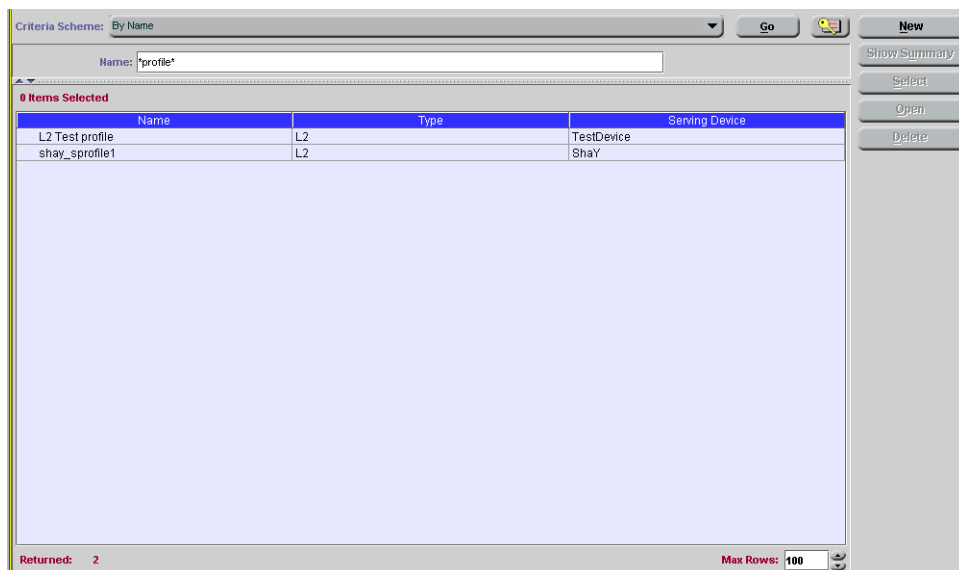 Criteria Scheme: By Name Go New
Name: *profile* Show Summary
Select
0 Items Selected
Open
Name Type Serving Device
L2 Test profile L2 TestDevice
Delete
shay_sprofile1 L2 ShaY
Returned: 2 Max Rows: 100